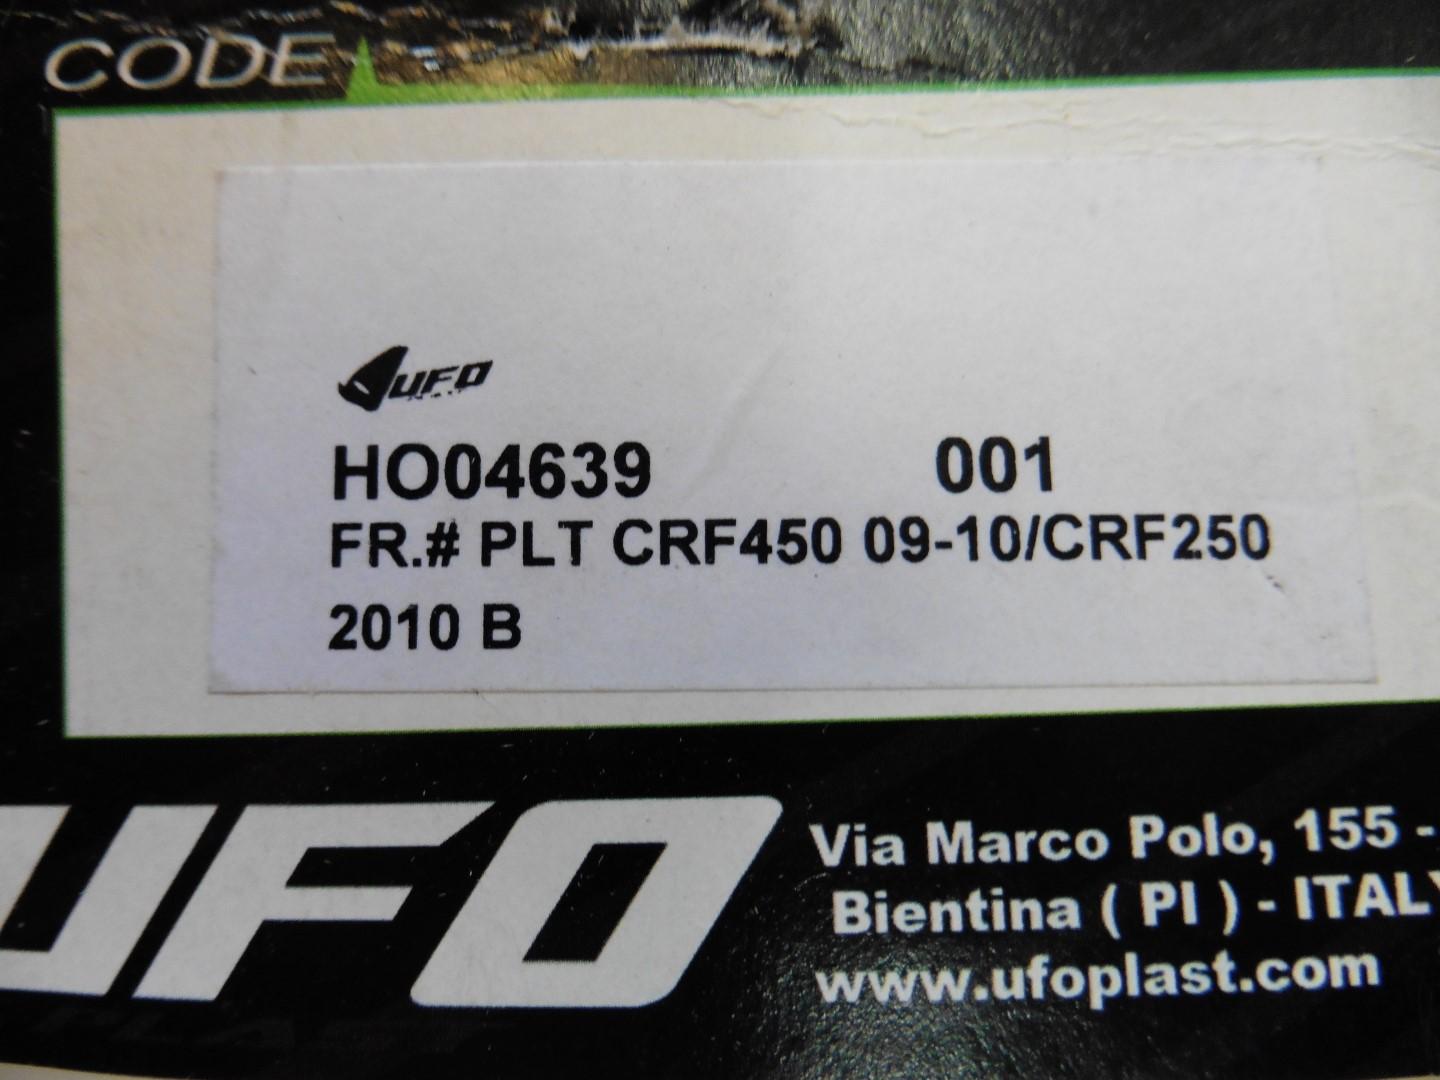 CODE
UFO
HO04639 001
FR.# PLT CRF450 09-10/CRF250
2010 B
UFO
Via Marco Polo, 155 -
Bientina ( PI ) - ITALY
www.ufoplast.com